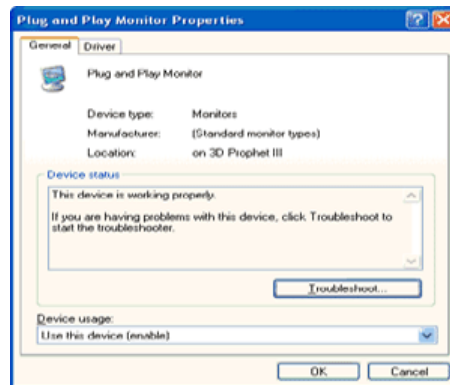 Plug and Play Monitor Properties
General Driver
Plug and Play Monitor
Device type: Monitors
Manufacturer: (Standard monitor types)
Location: on 3D Prophet III
Device status
This device is working properly.
If you are having problems with this device, click Troubleshoot to
start the troubleshooter.
Troubleshoot...
Device usage:
Use this device (enable)
OK Cancel